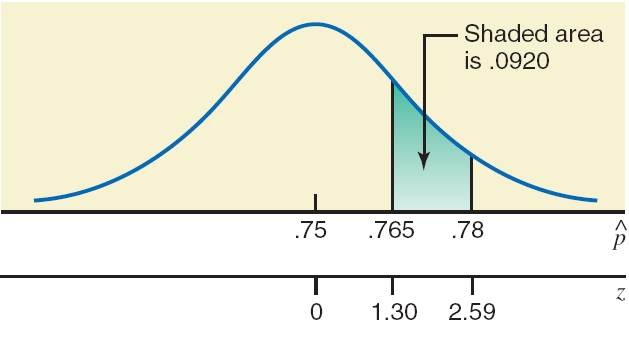 Shaded area
is .0920
.75 .765 .78 p̂
z
0 1.30 2.59